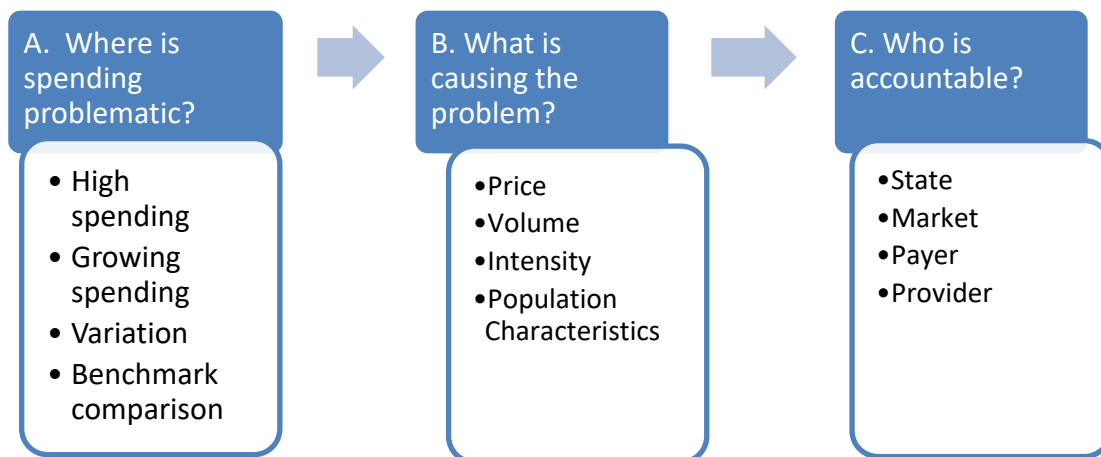 A. Where is
spending
problematic?
• High
spending
• Growing
spending
• Variation
• Benchmark
comparison
B. What is
causing the
problem?
•Price
•Volume
•Intensity
•Population
Characteristics
C. Who is
accountable?
•State
•Market
•Payer
•Provider